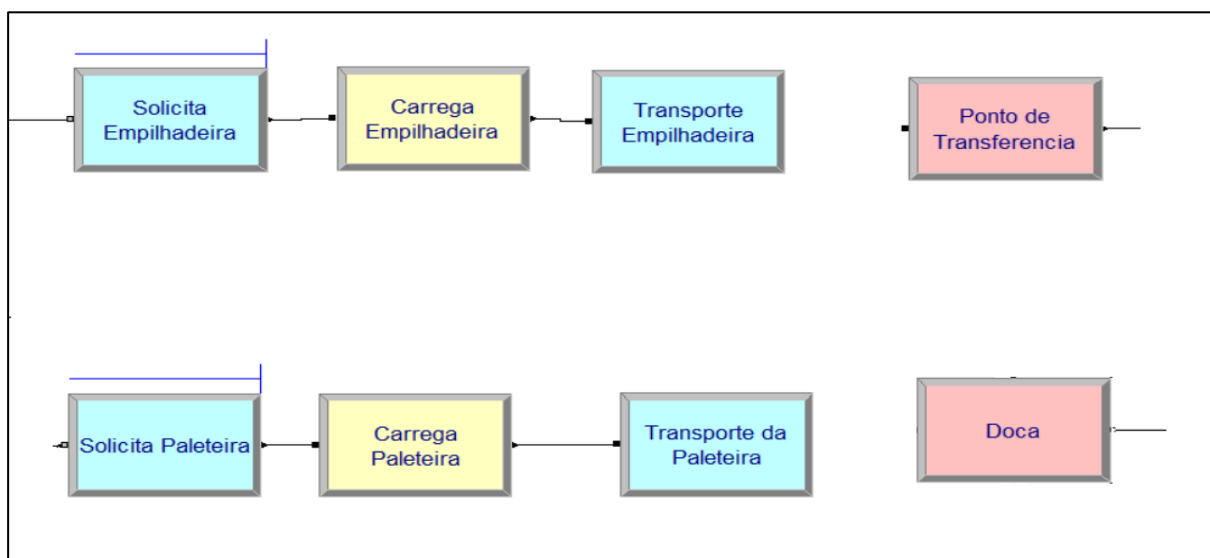 Solicita
Empilhadeira
Carrega
Empilhadeira
Transporte
Empilhadeira
Ponto de
Transferencia
Solicita Paleteira
Carrega
Paleteira
Transporte da
Paleteira
Doca